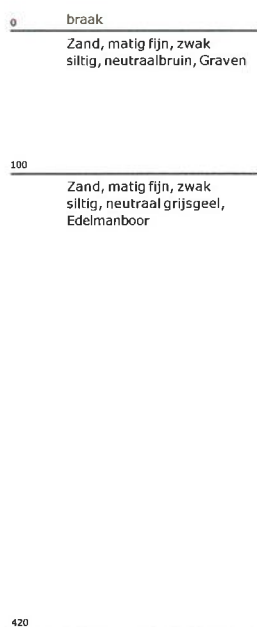 0 braak
Zand, matig fijn, zwak
siltig, neutraalbruin, Graven
100
Zand, matig fijn, zwak
siltig, neutraal grijsgeel,
Edelmanboor
420